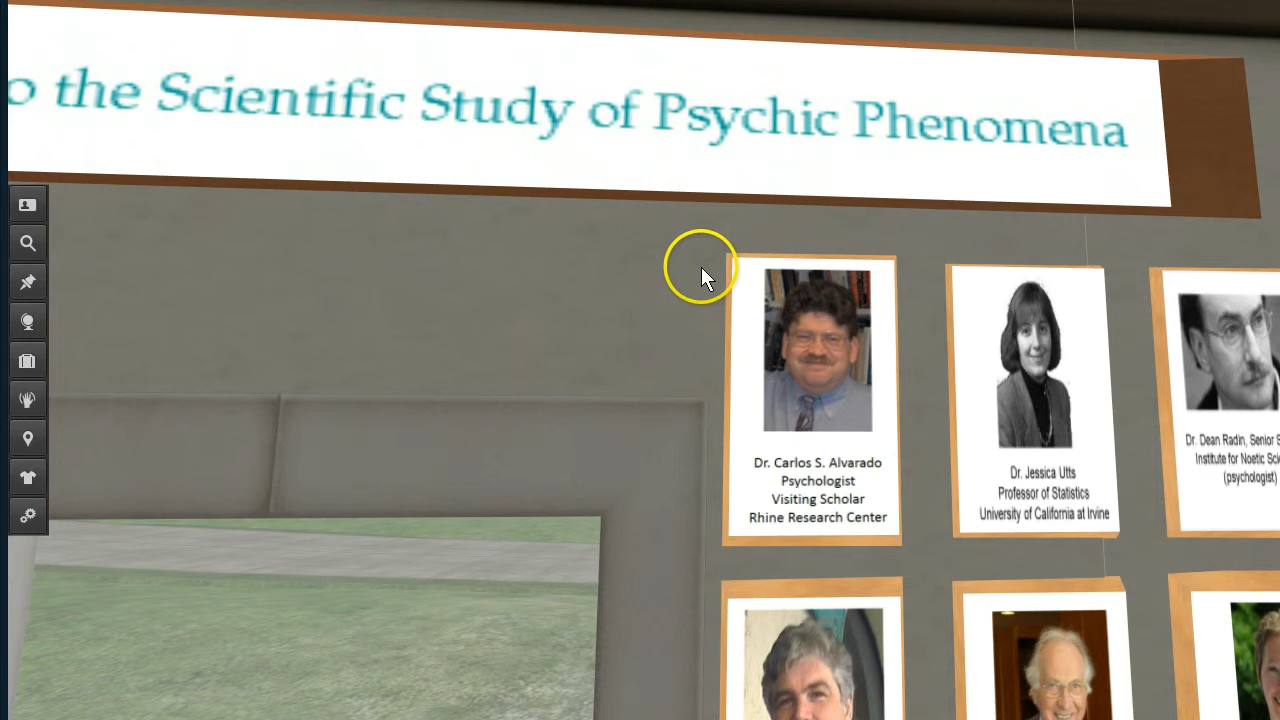 o the Scientific Study of Psychic Phenomena
Dr. Carlos S. Alvarado
Psychologist
Visiting Scholar
Rhine Research Center
Dr. Jessica Utts
Professor of Statistics
University of California at Irvine
Dr. Dean Radin, Senior S
Institute for Noetic Sci
(psychologist)